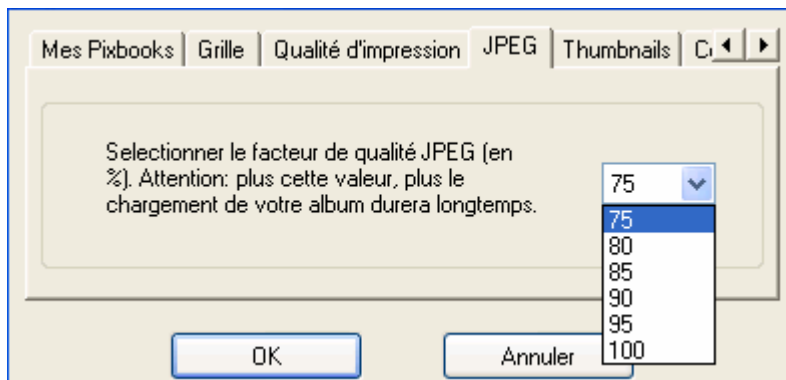 Mes Pixbooks Grille Qualité d'impression JPEG Thumbnails
Selectionner le facteur de qualité JPEG (en
%). Attention: plus cette valeur, plus le
chargement de votre album durera longtemps.
75
75
80
85
90
95
100
OK Annuler